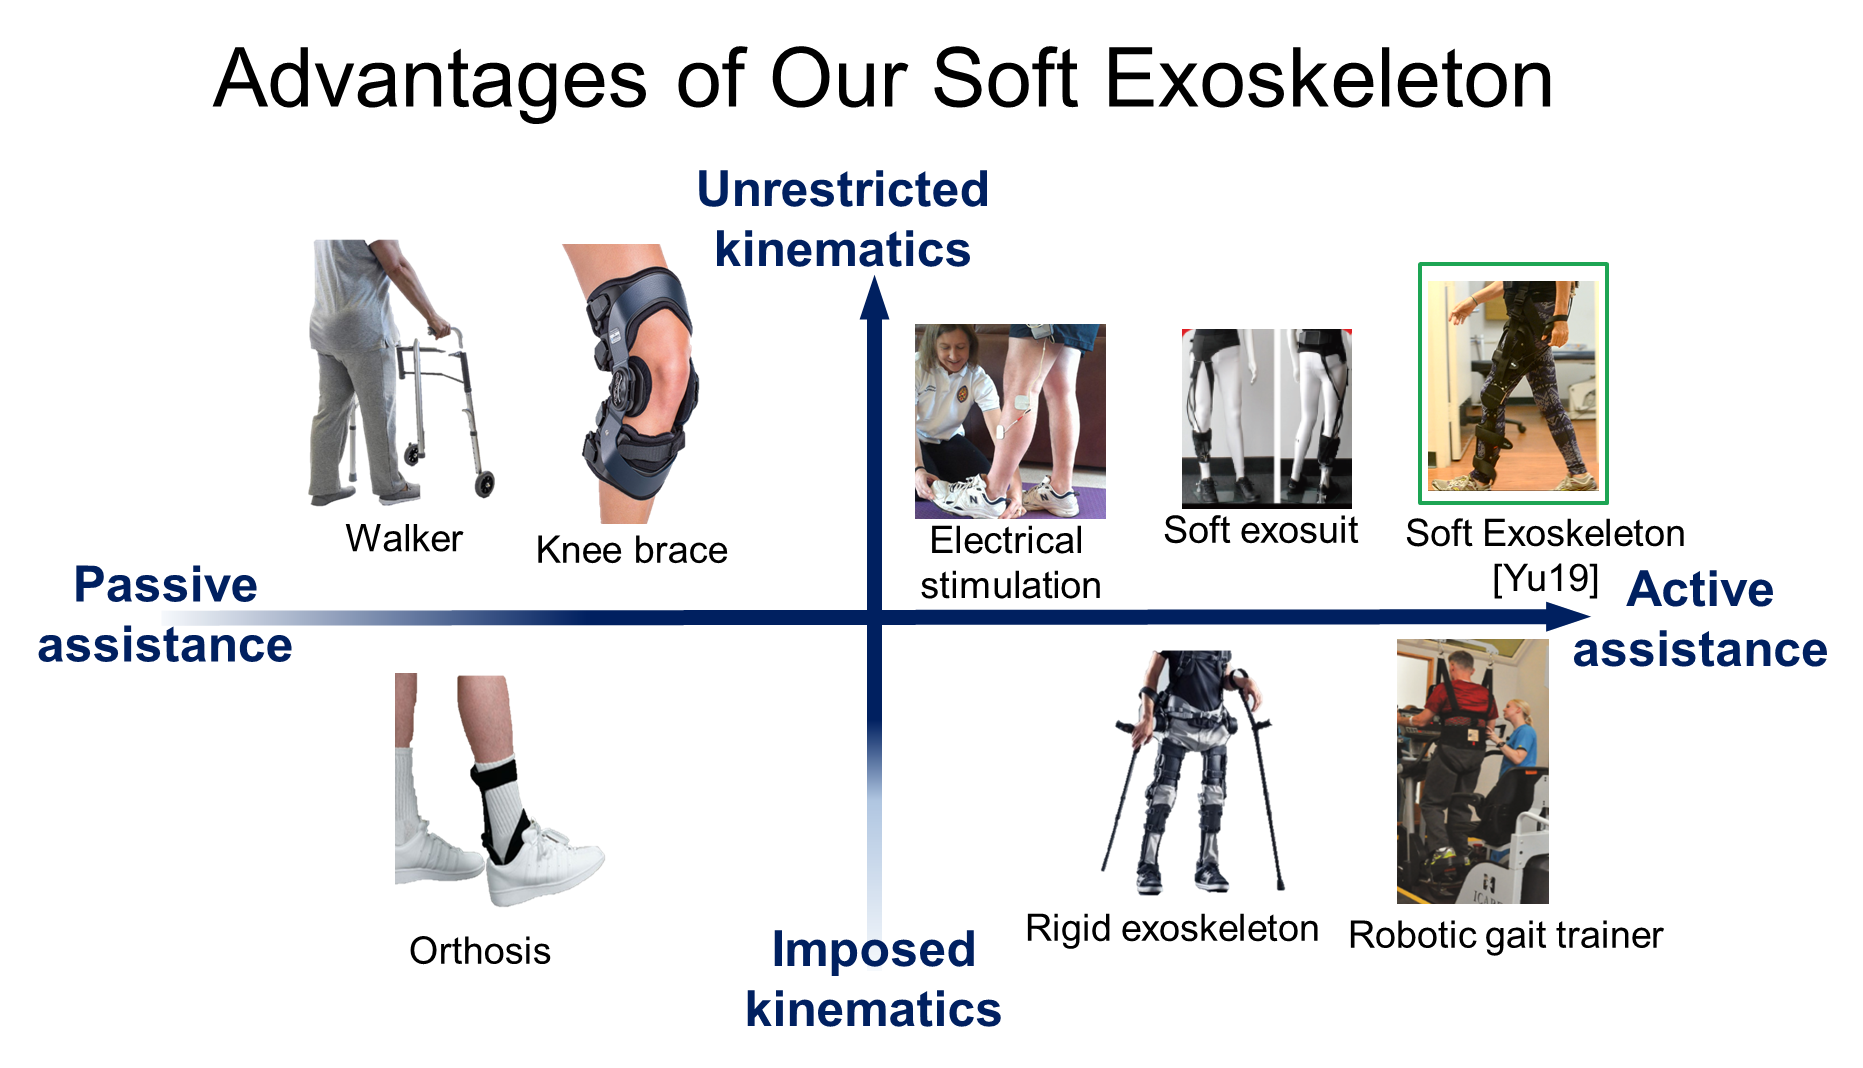 Advantages of Our Soft Exoskeleton
Unrestricted
kinematics
Walker
Knee brace
Electrical
stimulation
Soft exosuit
Soft Exoskeleton
[Yu19]
Passive
assistance
Active
assistance
Orthosis
Imposed
kinematics
Rigid exoskeleton
Robotic gait trainer